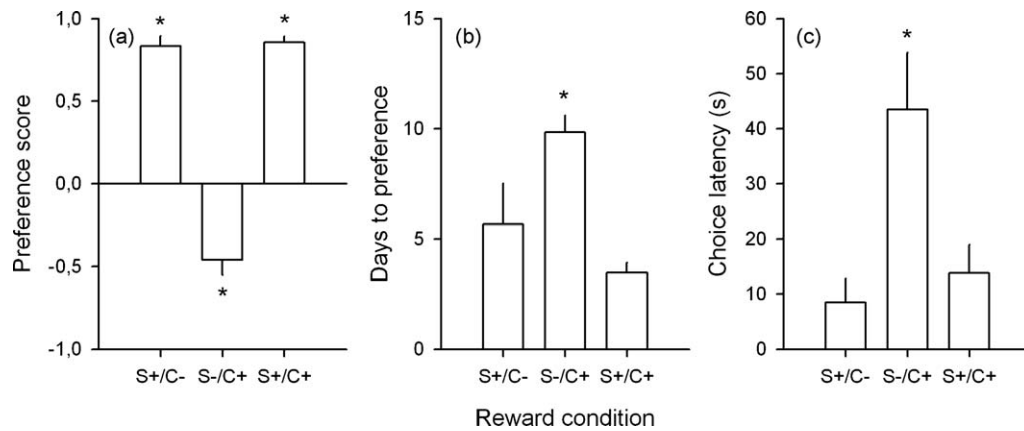 (a)
*
*
*
Preference score
1,0
0,5
0,0
-0,5
-1,0
S+/C- S-/C+ S+/C+
(b)
*
Days to preference
15
10
5
0
S+/C- S-/C+ S+/C+
(c)
*
Choice latency (s)
60
50
40
30
20
10
0
S+/C- S-/C+ S+/C+
Reward condition